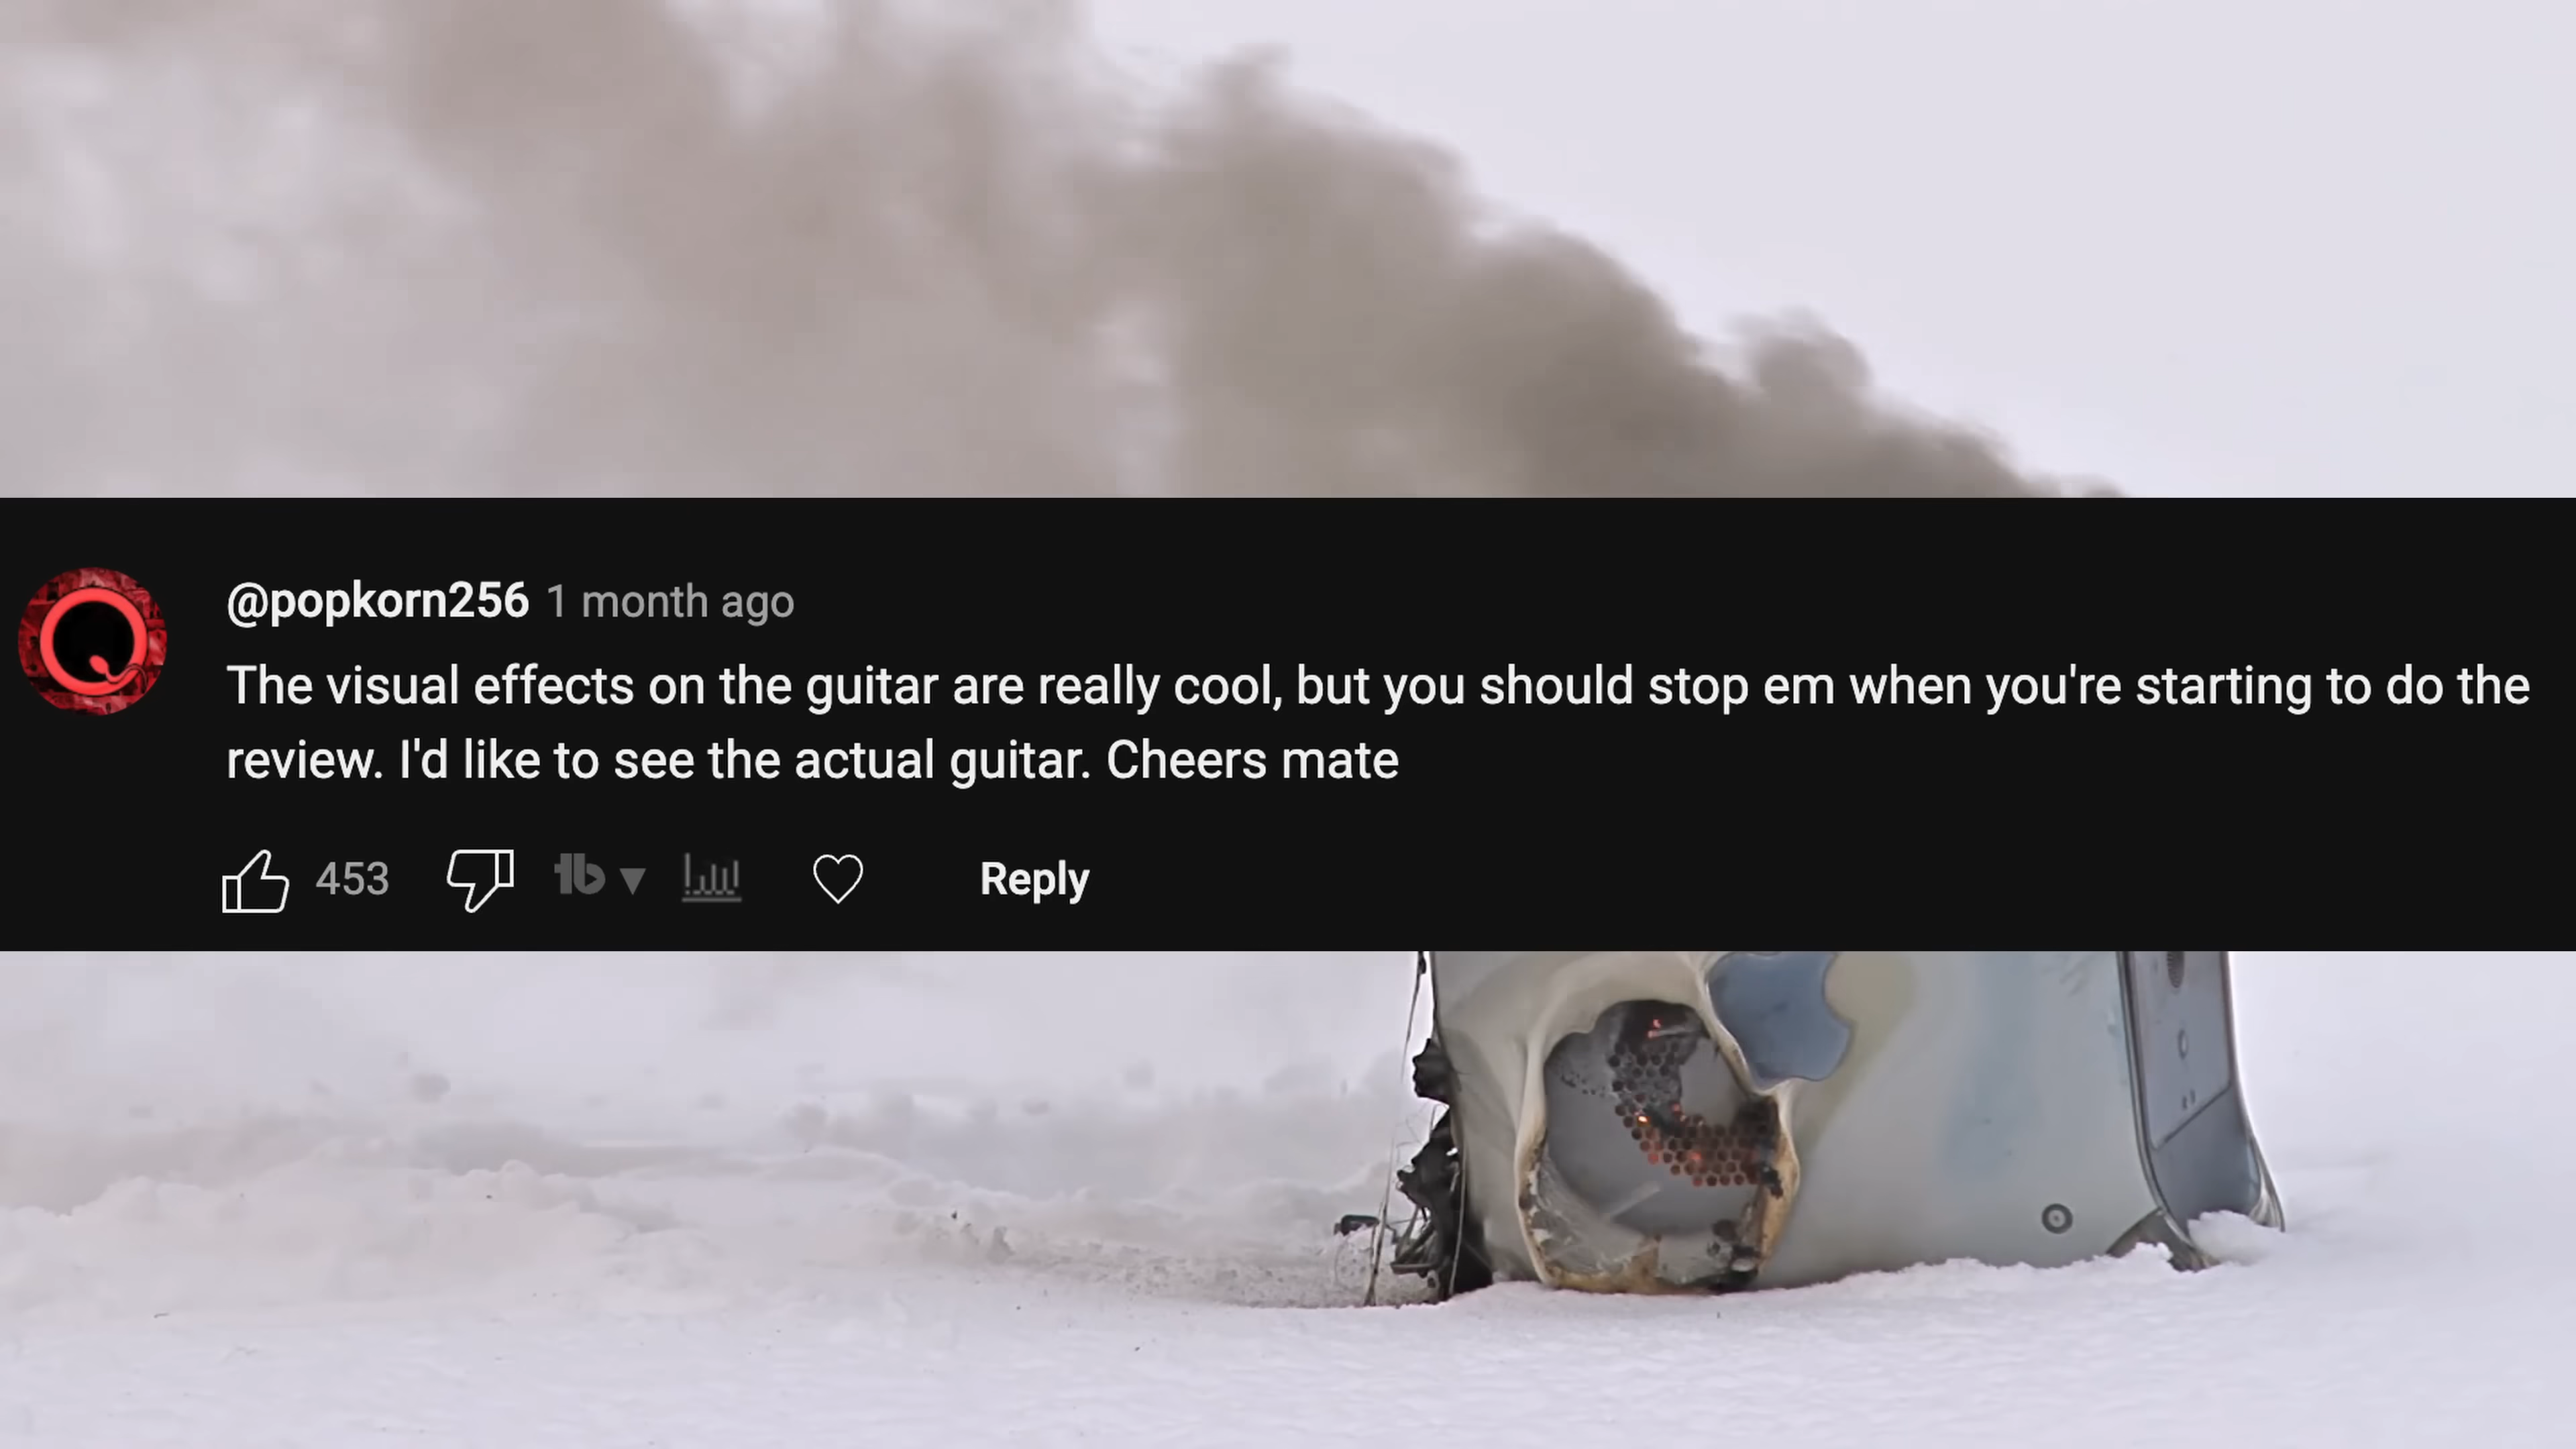 @popkorn256 1 month ago
The visual effects on the guitar are really cool, but you should stop em when you're starting to do the
review. I'd like to see the actual guitar. Cheers mate
453 tb Reply